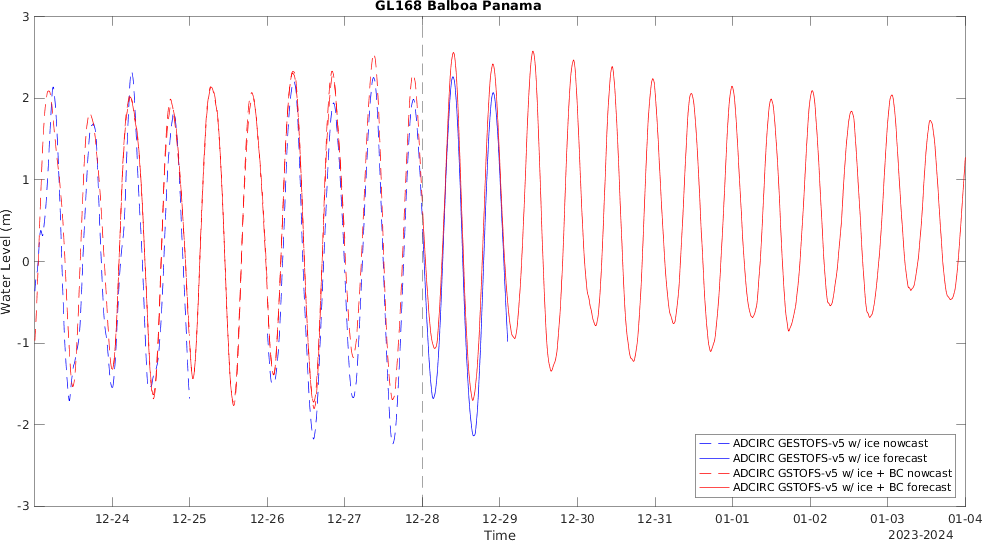 GL168 Balboa Panama
3
2
1
0
-1
-2
-3
Water Level (m)
12-24
12-25
12-26
12-27
12-28
12-29
12-30
12-31
01-01
01-02
01-03
01-04
2023-2024
Time
ADCIRC GESTOFS-v5 w/ ice nowcast
ADCIRC GESTOFS-v5 w/ ice forecast
ADCIRC GSTOFS-v5 w/ ice + BC nowcast
ADCIRC GSTOFS-v5 w/ ice + BC forecast